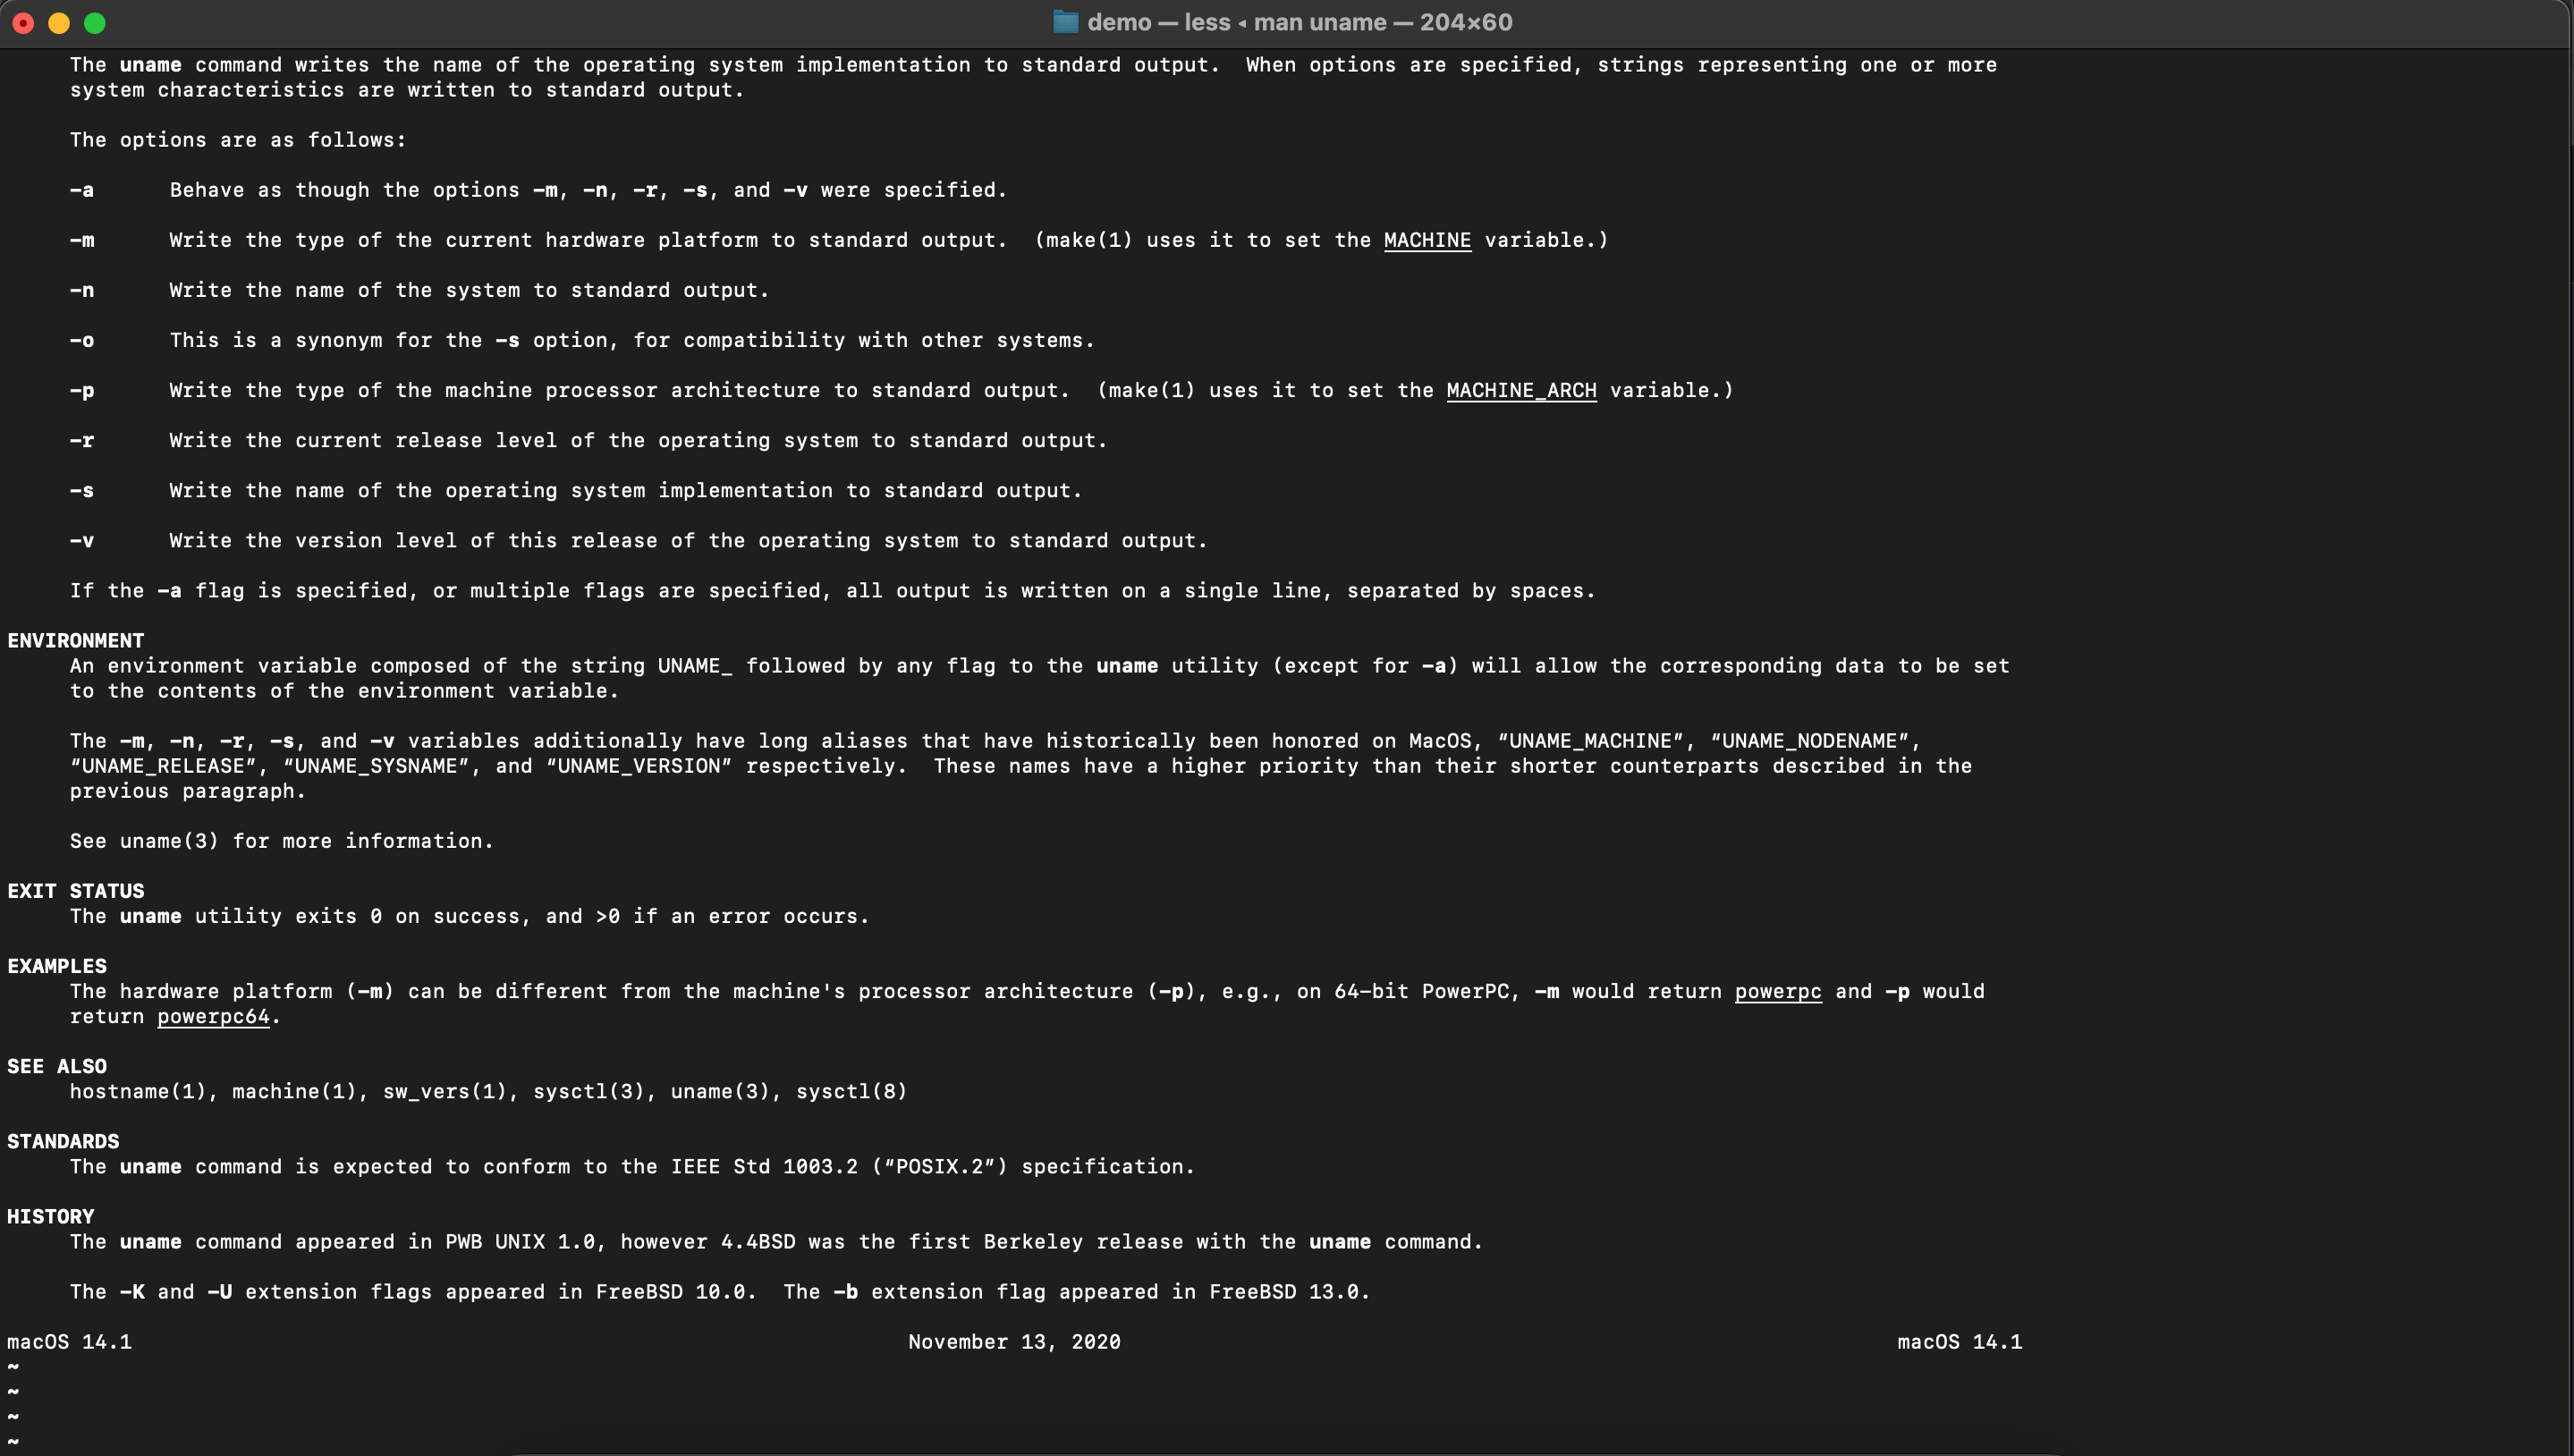 demo — less ◂ man uname — 204×60
The uname command writes the name of the operating system implementation to standard output.  When options are specified, strings representing one or more
system characteristics are written to standard output.
The options are as follows:
-a      Behave as though the options -m, -n, -r, -s, and -v were specified.
-m      Write the type of the current hardware platform to standard output.  (make(1) uses it to set the MACHINE variable.)
-n      Write the name of the system to standard output.
-o      This is a synonym for the -s option, for compatibility with other systems.
-p      Write the type of the machine processor architecture to standard output.  (make(1) uses it to set the MACHINE_ARCH variable.)
-r      Write the current release level of the operating system to standard output.
-s      Write the name of the operating system implementation to standard output.
-v      Write the version level of this release of the operating system to standard output.
If the -a flag is specified, or multiple flags are specified, all output is written on a single line, separated by spaces.
ENVIRONMENT
An environment variable composed of the string UNAME_ followed by any flag to the uname utility (except for -a) will allow the corresponding data to be set
to the contents of the environment variable.
The -m, -n, -r, -s, and -v variables additionally have long aliases that have historically been honored on MacOS, “UNAME_MACHINE”, “UNAME_NODENAME”,
“UNAME_RELEASE”, “UNAME_SYSNAME”, and “UNAME_VERSION” respectively.  These names have a higher priority than their shorter counterparts described in the
previous paragraph.
See uname(3) for more information.
EXIT STATUS
The uname utility exits 0 on success, and >0 if an error occurs.
EXAMPLES
The hardware platform (-m) can be different from the machine's processor architecture (-p), e.g., on 64-bit PowerPC, -m would return powerpc and -p would
return powerpc64.
SEE ALSO
hostname(1), machine(1), sw_vers(1), sysctl(3), uname(3), sysctl(8)
STANDARDS
The uname command is expected to conform to the IEEE Std 1003.2 (“POSIX.2”) specification.
HISTORY
The uname command appeared in PWB UNIX 1.0, however 4.4BSD was the first Berkeley release with the uname command.
The -K and -U extension flags appeared in FreeBSD 10.0.  The -b extension flag appeared in FreeBSD 13.0.
macOS 14.1      November 13, 2020      macOS 14.1
~
~
~
~